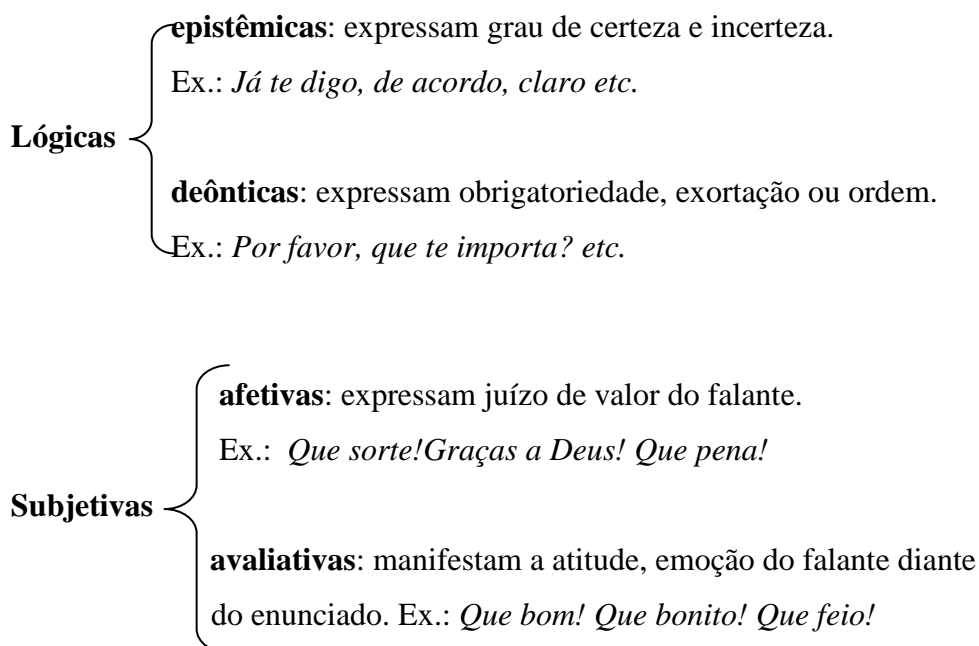 epistêmicas: expressam grau de certeza e incerteza.
Ex.: Já te digo, de acordo, claro etc.
Lógicas
deônticas: expressam obrigatoriedade, exortação ou ordem.
Ex.: Por favor, que te importa? etc.
afetivas: expressam juízo de valor do falante.
Ex.: Que sorte!Graças a Deus! Que pena!
Subjetivas
avaliativas: manifestam a atitude, emoção do falante diante
do enunciado. Ex.: Que bom! Que bonito! Que feio!